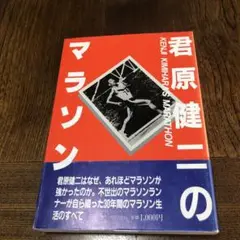 君原健二の
マラソン
KENJI KIMIHARA'S MARATHON
君原健二はなぜ、あれほどマラソンが
強かったのか。不世出のマラソンラン
ナーが自ら綴った30年間のマラソン生
活のすべて
1,000円